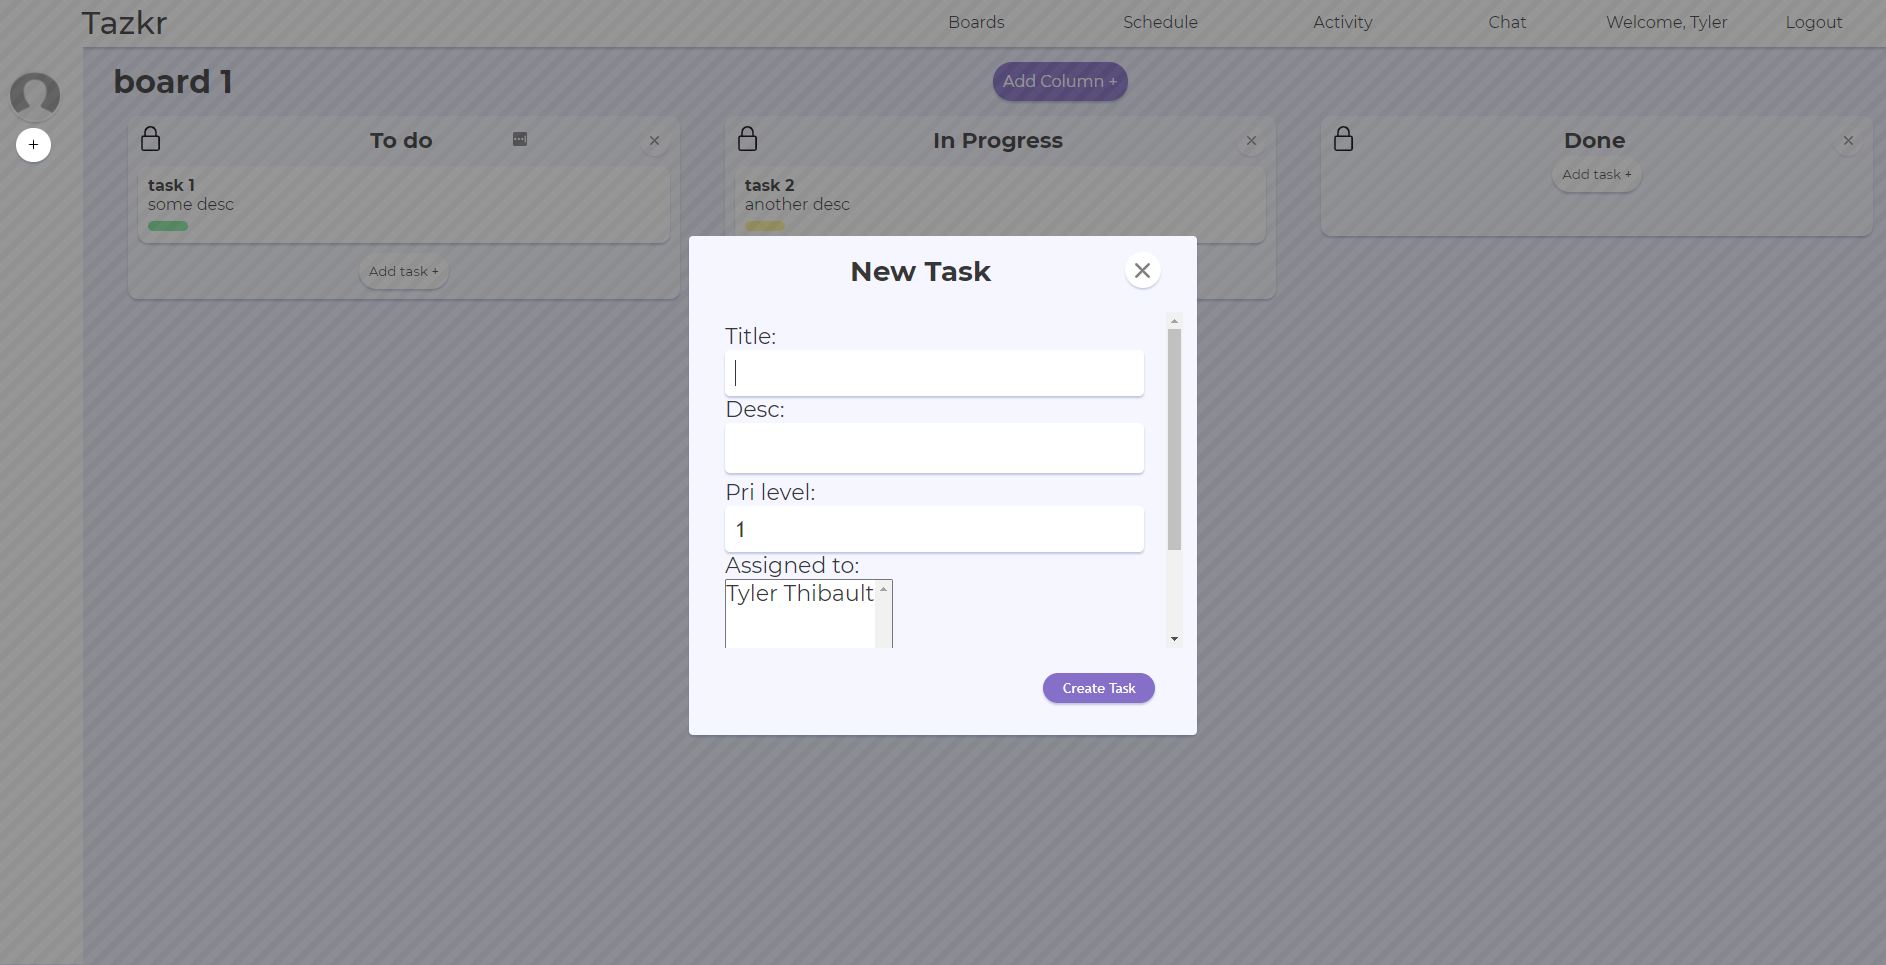 Tazkr
Boards
Schedule
Activity
Chat
Welcome, Tyler
Logout
board 1
Add Column +
+
To do
task 1
some desc
Add task +
In Progress
task 2
another desc
Done
Add task +
New Task
Title:
Desc:
Pri level:
1
Assigned to:
Tyler Thibault
Create Task